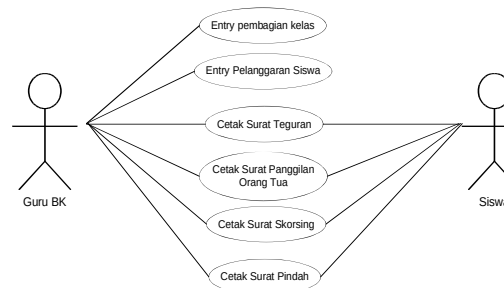 Entry pembagian kelas
Entry Pelanggaran Siswa
Cetak Surat Teguran
Cetak Surat Panggilan
Orang Tua
Guru BK
Siswa
Cetak Surat Skorsing
Cetak Surat Pindah